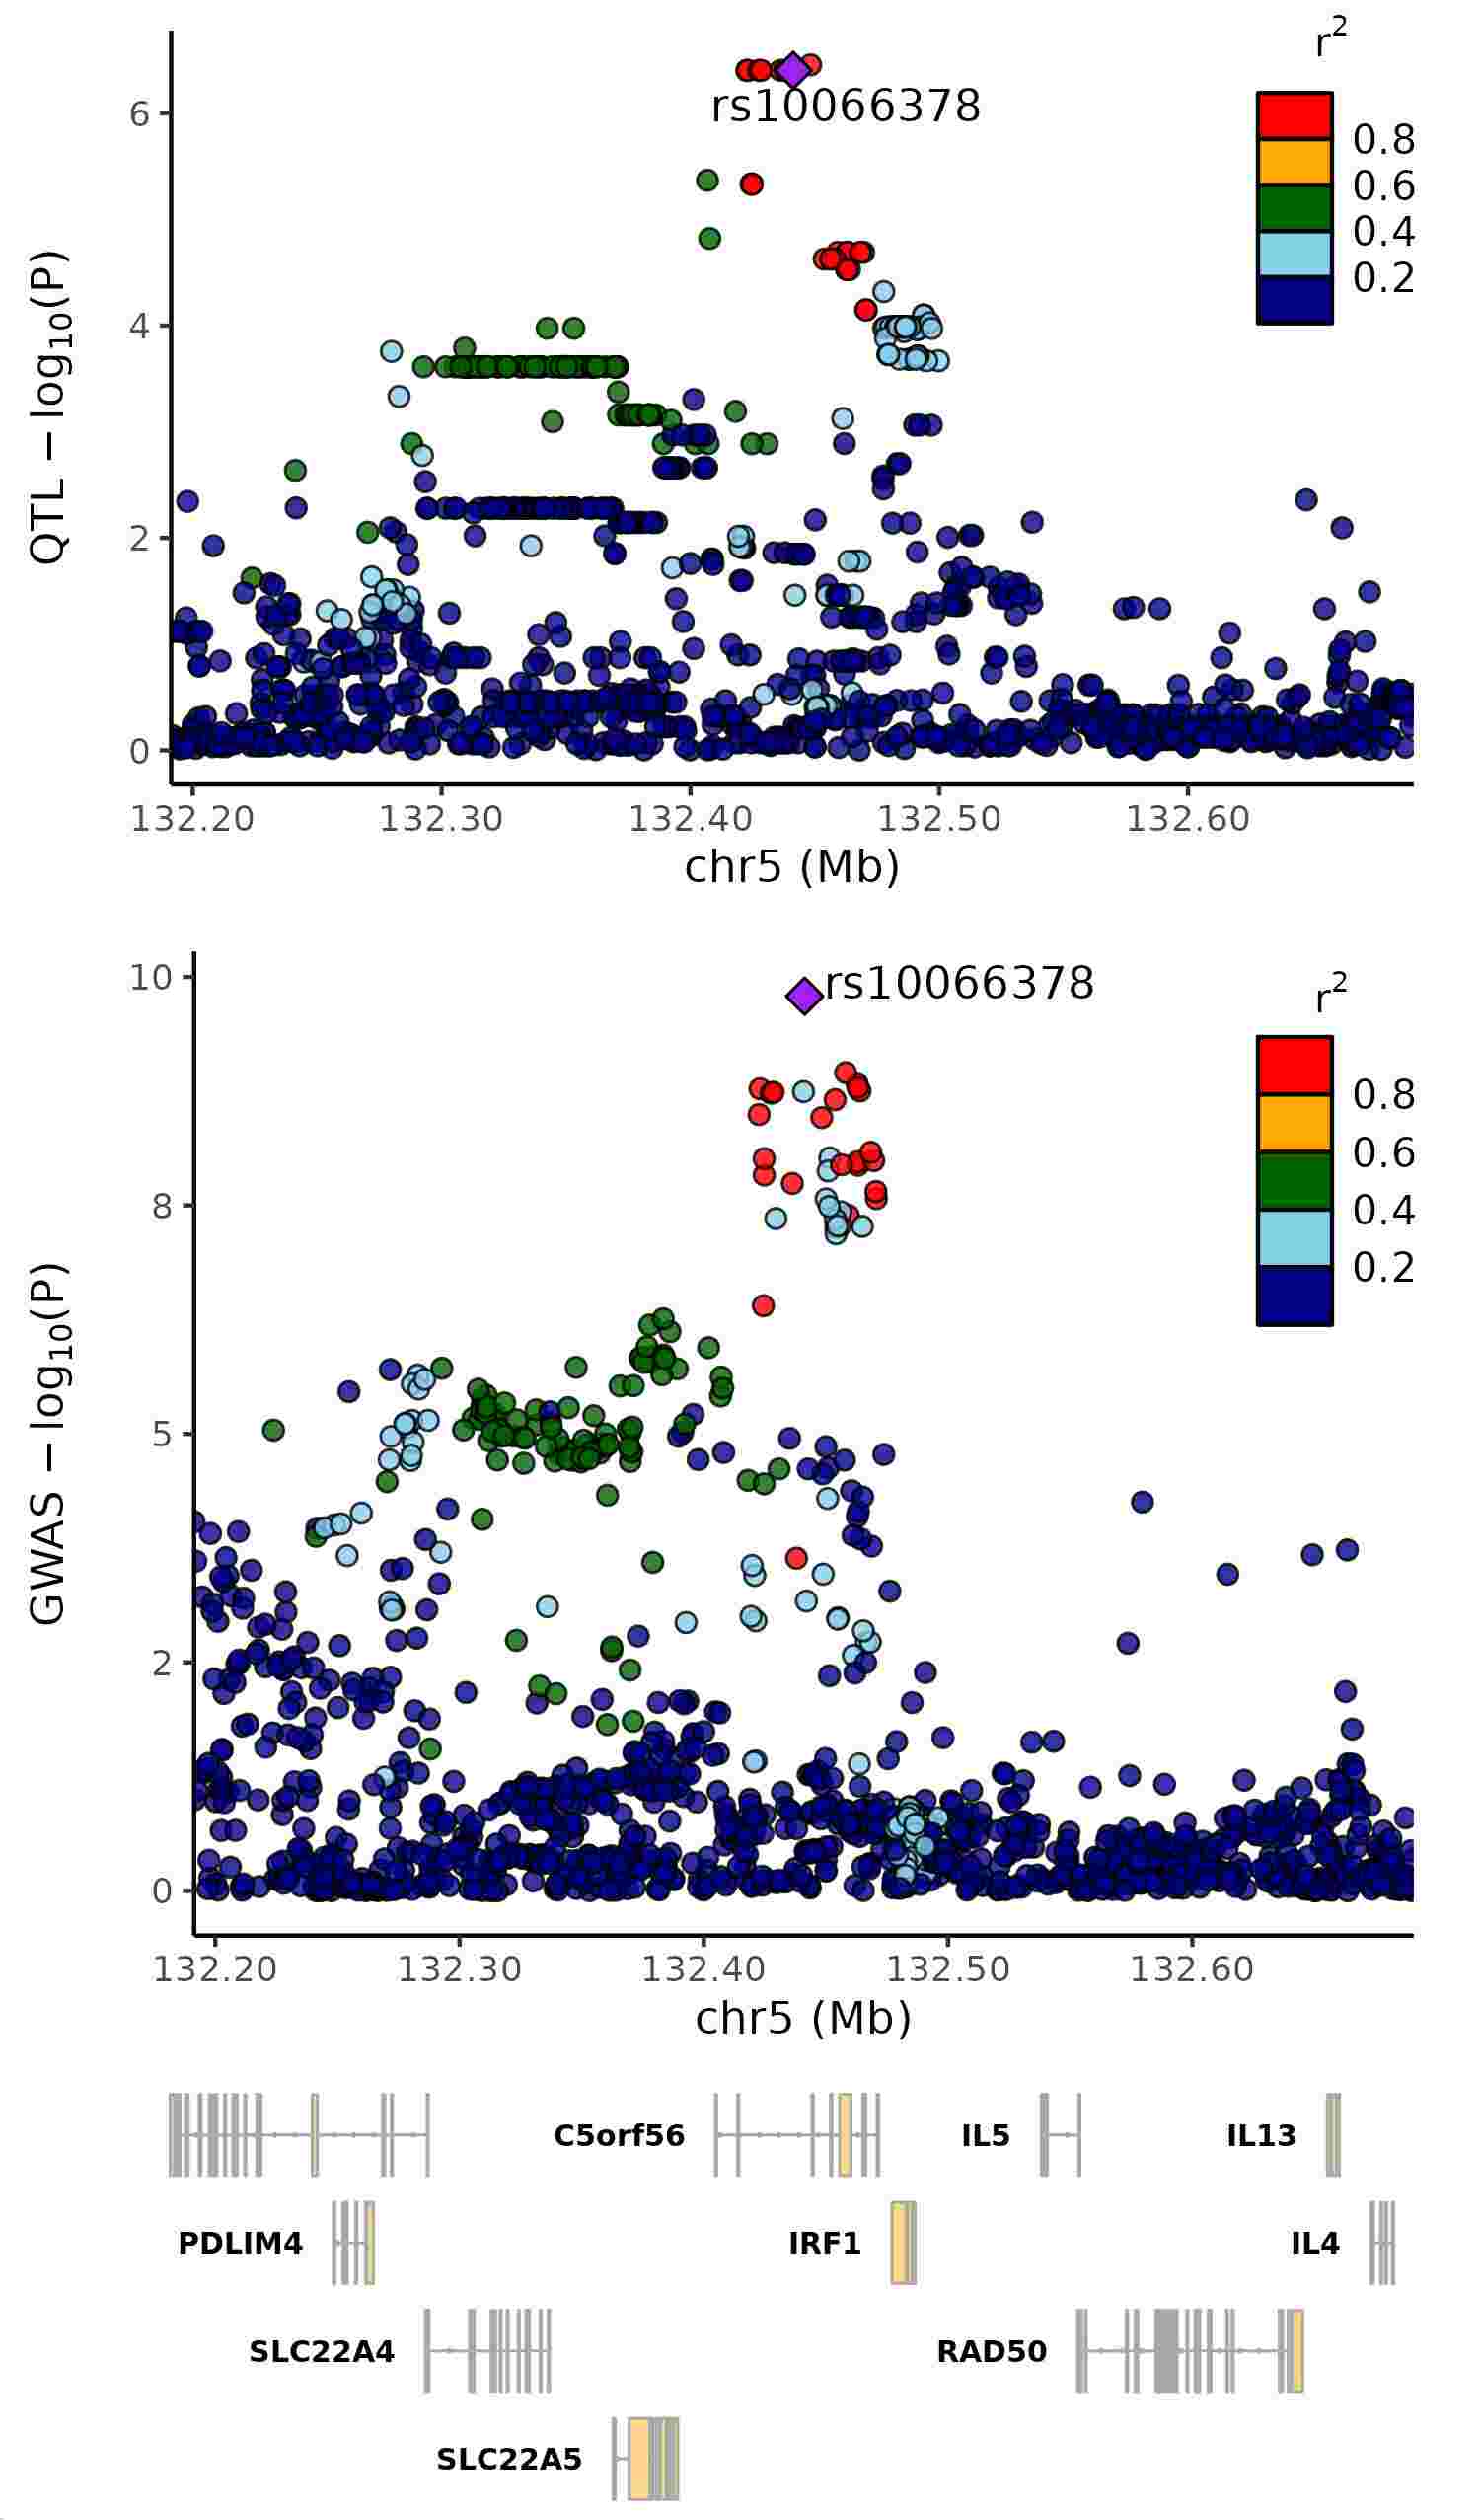 r2
rs10066378
6
4
2
0
0.8
0.6
0.4
0.2
QTL −log10(P)
132.20 132.30 132.40 132.50 132.60
chr5 (Mb)
rs10066378
r2
10
8
5
2
0
0.8
0.6
0.4
0.2
GWAS −log10(P)
132.20 132.30 132.40 132.50 132.60
chr5 (Mb)
C5orf56 IL5 IL13
PDLIM4 IRF1 IL4
SLC22A4 RAD50
SLC22A5